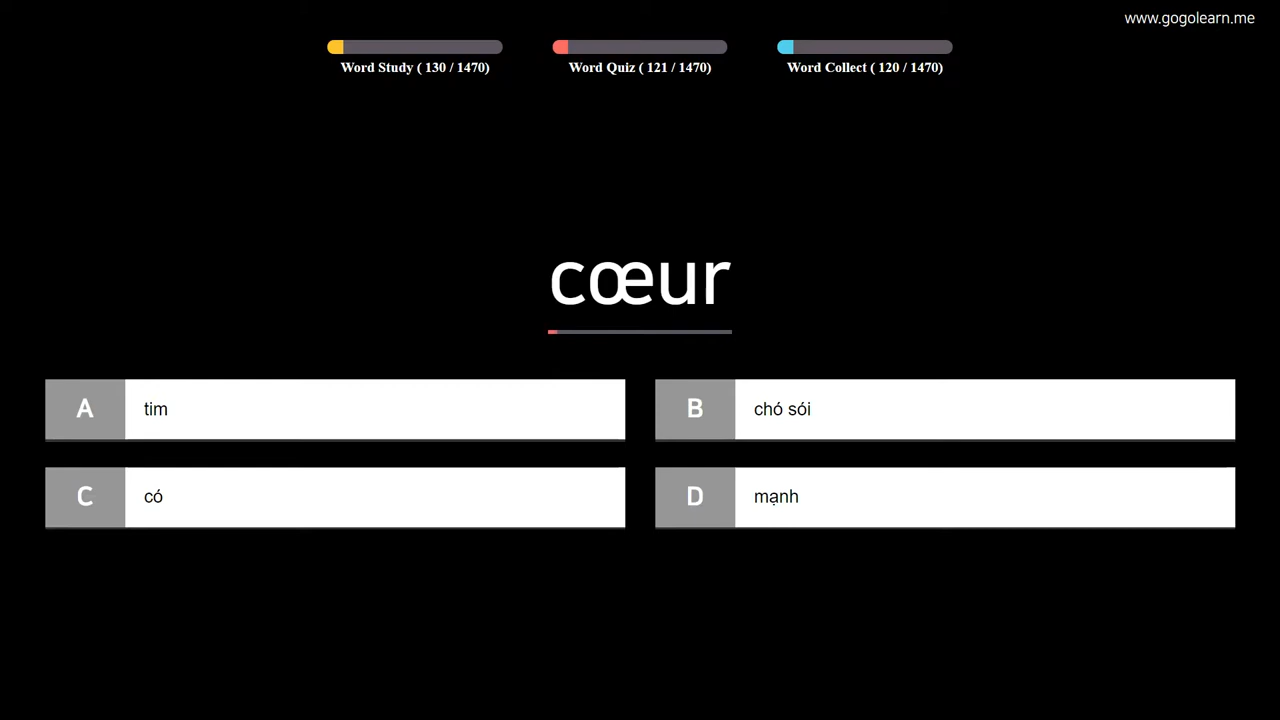 www.gogolearn.me
Word Study ( 130 / 1470)
Word Quiz ( 121 / 1470)
Word Collect ( 120 / 1470)
cœur
A tim
B chó sói
C có
D mạnh